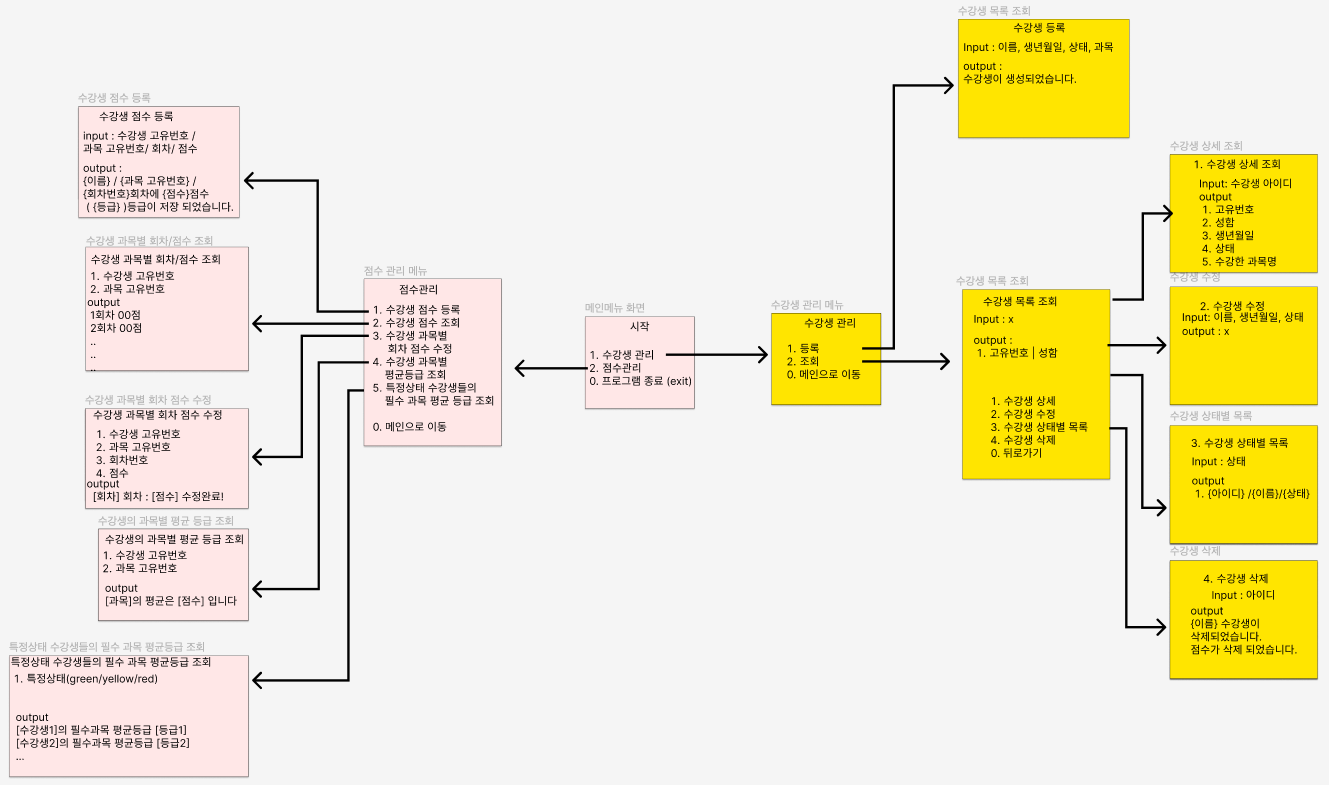 수강생 점수 등록
수강생 점수 등록
input : 수강생 고유번호 /
과목 고유번호/ 회차/ 점수
output :
{이름} / {과목 고유번호} /
{회차번호}회차에 {점수}점수
( {등급} )등급이 저장 되었습니다.
수강생 과목별 회차/점수 조회
수강생 과목별 회차/점수 조회
1. 수강생 고유번호
2. 과목 고유번호
output
1회차 00점
2회차 00점
..
..
..
수강생 과목별 회차 점수 수정
수강생 과목별 회차 점수 수정
1. 수강생 고유번호
2. 과목 고유번호
3. 회차번호
4. 점수
output
[회차] 회차 : [점수] 수정완료!
수강생의 과목별 평균 등급 조회
수강생의 과목별 평균 등급 조회
1. 수강생 고유번호
2. 과목 고유번호
output
[과목]의 평균은 [점수] 입니다
특정상태 수강생들의 필수 과목 평균등급 조회
특정상태 수강생들의 필수 과목 평균등급 조회
1. 특정상태(green/yellow/red)
output
[수강생1]의 필수과목 평균등급 [등급1]
[수강생2]의 필수과목 평균등급 [등급2]
...
점수 관리 메뉴
점수관리
1. 수강생 점수 등록
2. 수강생 점수 조회
3. 수강생 과목별
회차 점수 수정
4. 수강생 과목별
평균등급 조회
5. 특정상태 수강생들의
필수 과목 평균 등급 조회
0. 메인으로 이동
메인메뉴 화면
시작
1. 수강생 관리
2. 점수관리
0. 프로그램 종료 (exit)
수강생 관리 메뉴
수강생 관리
1. 등록
2. 조회
0. 메인으로 이동
수강생 목록 조회
수강생 등록
Input : 이름, 생년월일, 상태, 과목
output :
수강생이 생성되었습니다.
수강생 목록 조회
수강생 목록 조회
Input : x
output :
1. 고유번호 | 성함
1. 수강생 상세
2. 수강생 수정
3. 수강생 상태별 목록
4. 수강생 삭제
0. 뒤로가기
수강생 상세 조회
1. 수강생 상세 조회
Input: 수강생 아이디
output
1. 고유번호
2. 성함
3. 생년월일
4. 상태
5. 수강한 과목명
수강생 수정
2. 수강생 수정
Input: 이름, 생년월일, 상태
output : x
수강생 상태별 목록
3. 수강생 상태별 목록
Input : 상태
output
1. {아이디} /{이름}/{상태}
수강생 삭제
4. 수강생 삭제
Input : 아이디
output
{이름} 수강생이
삭제되었습니다.
점수가 삭제 되었습니다.